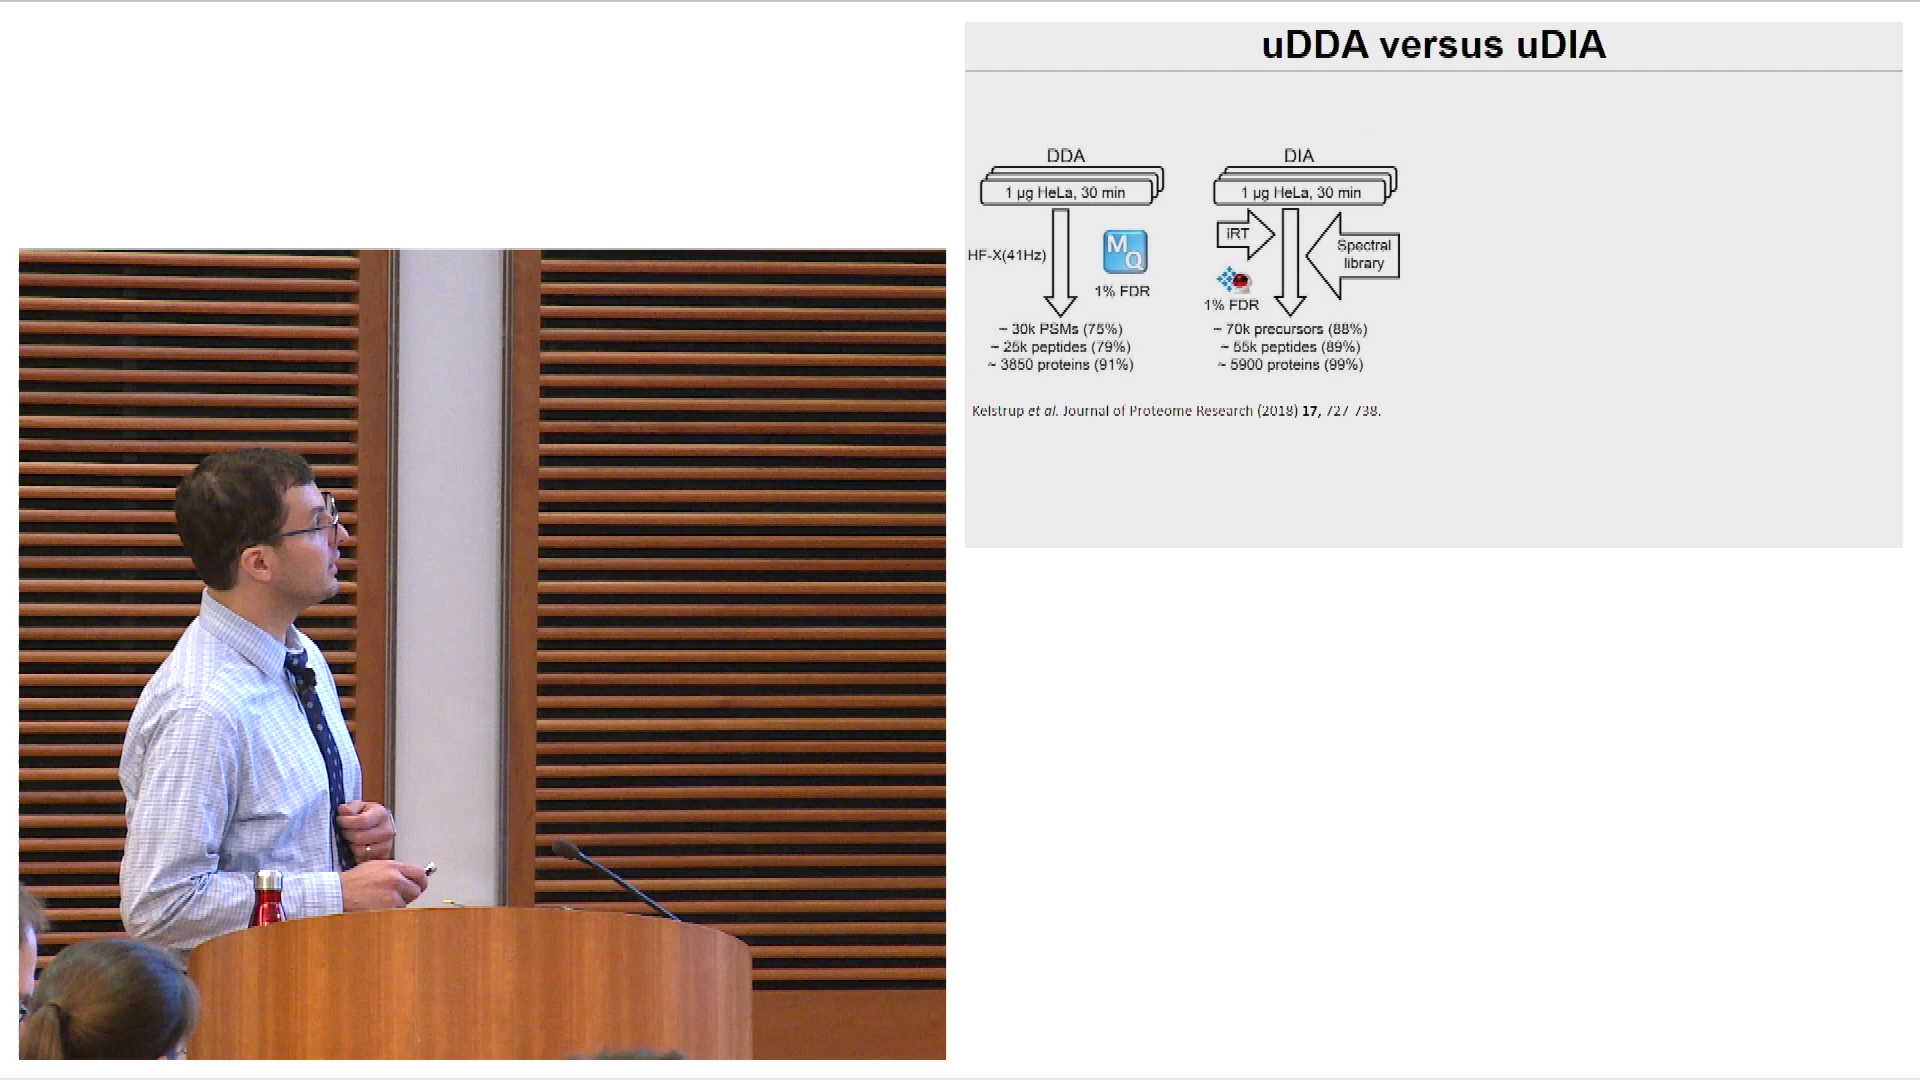 uDDA versus uDIA
DDA
1 µg HeLa, 30 min
HF-X(41Hz)
MQ
1% FDR
~ 30k PSMs (75%)
~ 25k peptides (79%)
~ 3850 proteins (91%)
DIA
1 µg HeLa, 30 min
iRT
Spectral
library
1% FDR
~ 70k precursors (88%)
~ 55k peptides (89%)
~ 5900 proteins (99%)
Kelstrup et al. Journal of Proteome Research (2018) 17, 727 738.